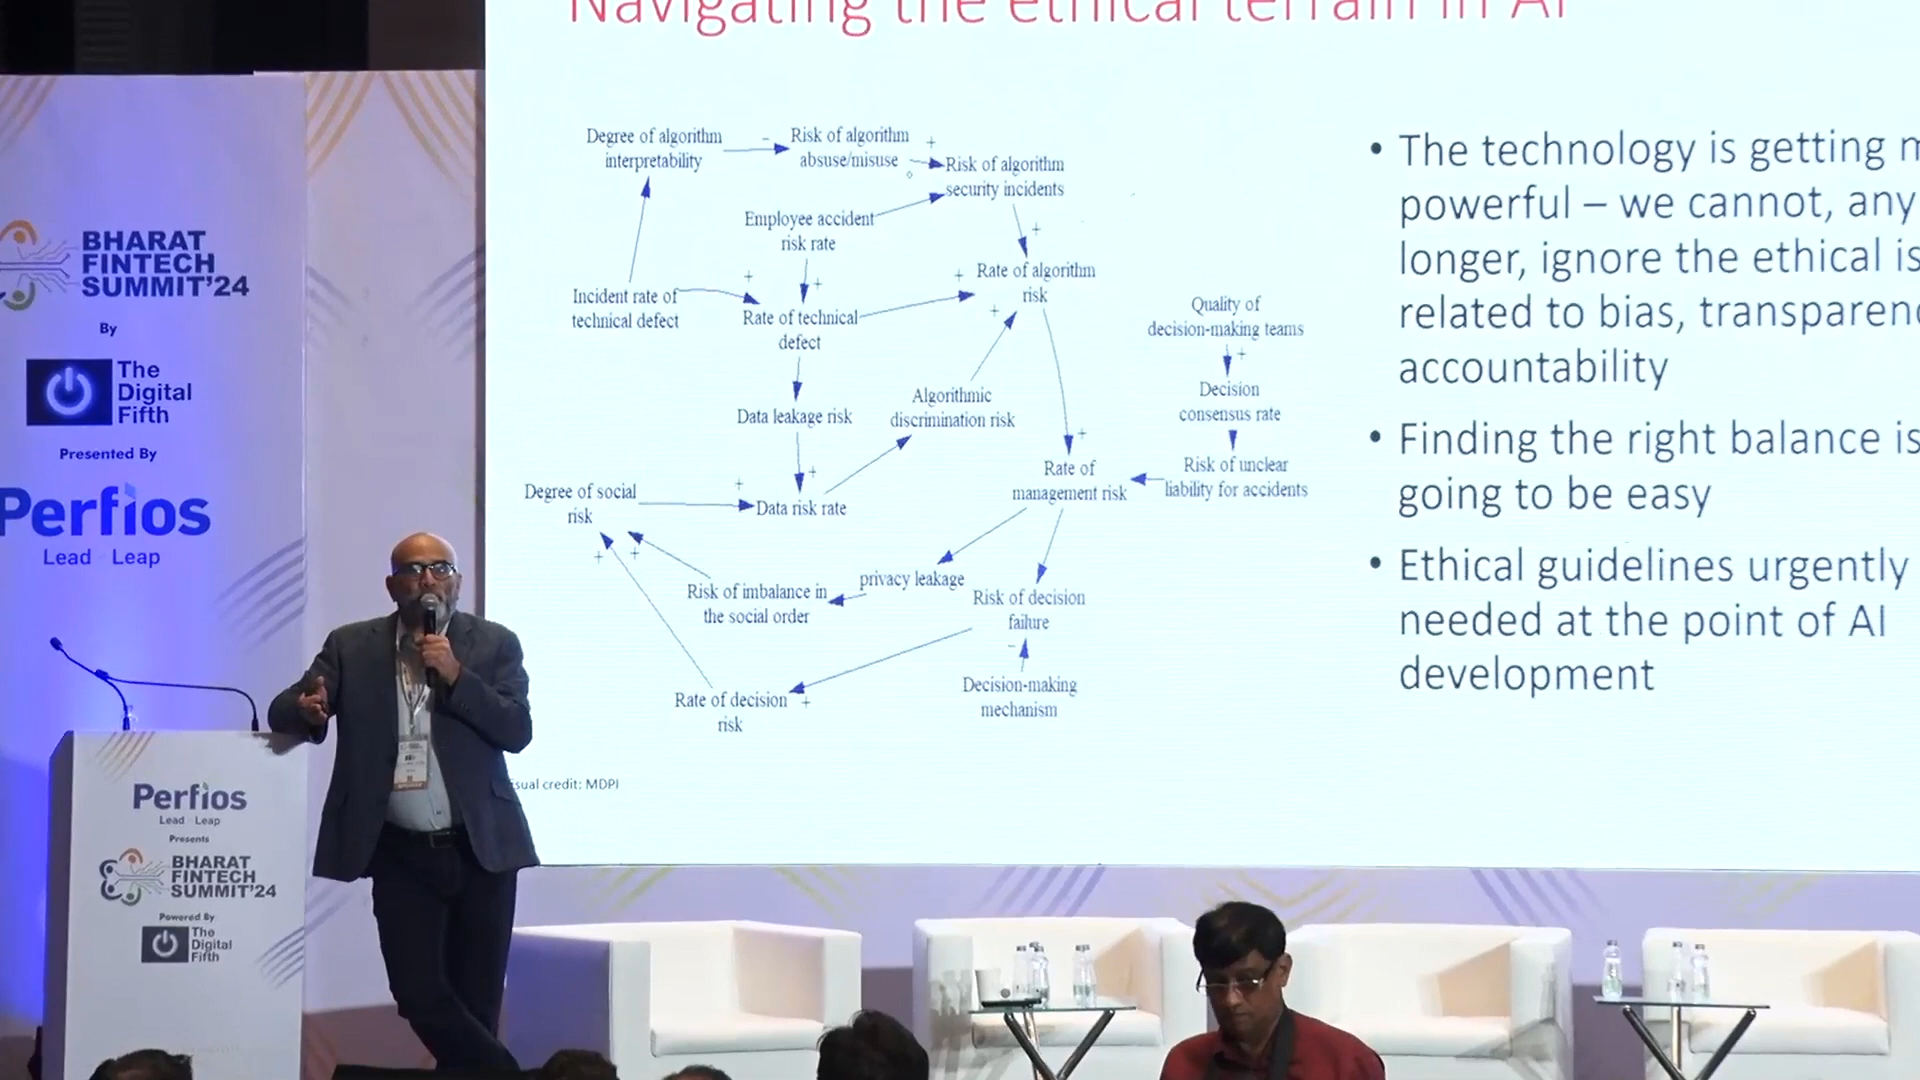 Navigating the ethical terrain in AI
BHARAT
FINTECH
SUMMIT'24
By
The
Digital
Fifth
Presented By
Perfios
Lead Leap
Perfios
Lead Leap
Presents
BHARAT
FINTECH
SUMMIT'24
Powered By
The
Digital
Fifth
Degree of algorithm
interpretability
-
Risk of algorithm
absuse/misuse
+
Risk of algorithm
security incidents
Employee accident
risk rate
+
+
+
Rate of algorithm
risk
Incident rate of
technical defect
+
Rate of technical
defect
+
Quality of
decision-making teams
+
Decision
consensus rate
Algorithmic
discrimination risk
Data leakage risk
+
Rate of
management risk
Risk of unclear
liability for accidents
+
Degree of social
risk
+
Data risk rate
+
+
privacy leakage
Risk of imbalance in
the social order
Risk of decision
failure
-
Decision-making
mechanism
Rate of decision
risk
+
sual credit: MDPI
• The technology is getting
powerful – we cannot, any
longer, ignore the ethical
related to bias,
accountability
• Finding the right balance is
going to be easy
• Ethical guidelines urgently
needed at the point of AI
development